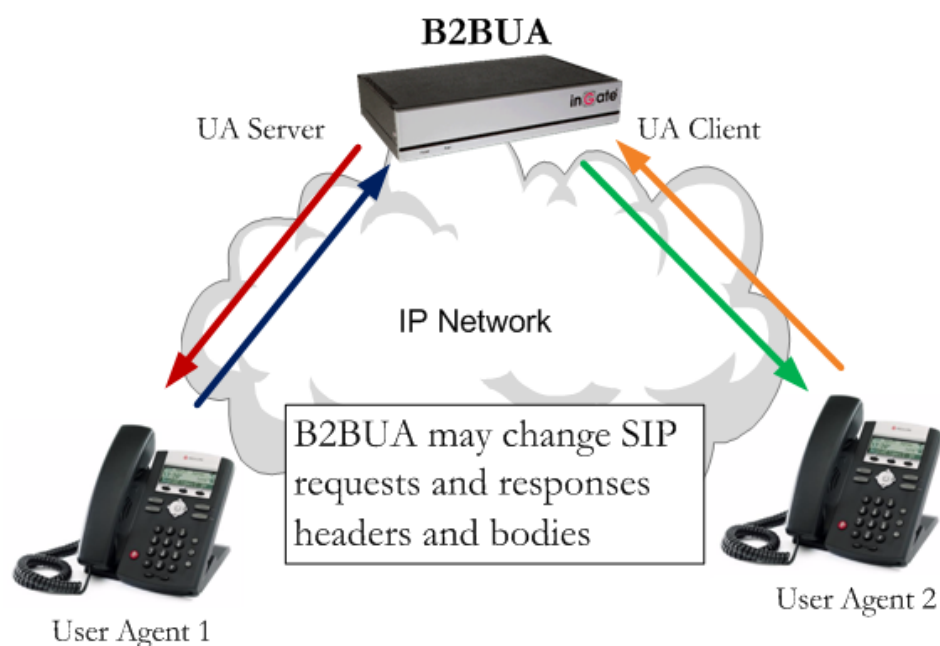 B2BUA
inGate
UA Server
UA Client
IP Network
B2BUA may change SIP
requests and responses
headers and bodies
User Agent 2
User Agent 1